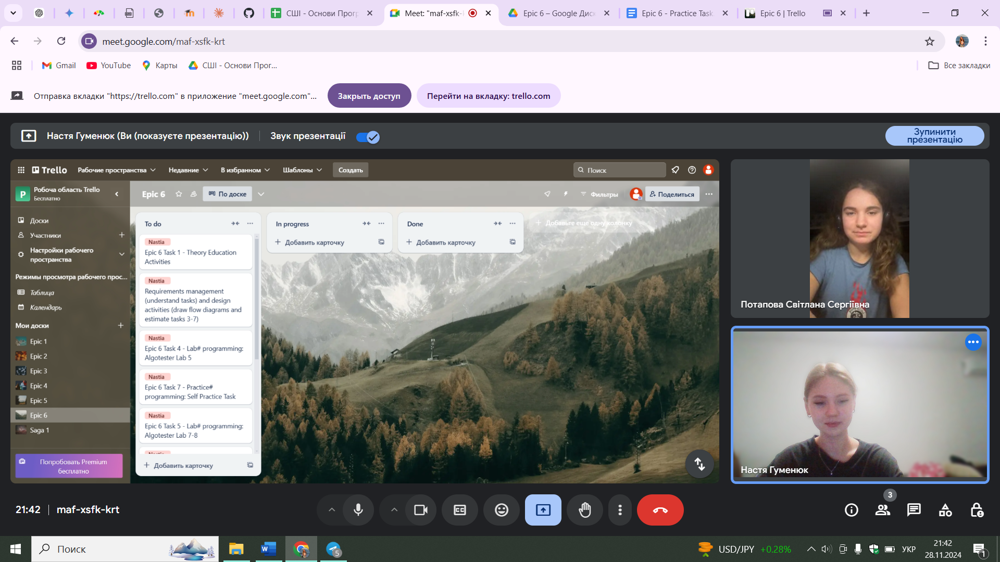 СШІ - Основи Прогр
Meet: "maf-xsfk-k
Epic 6 – Google Диск
Epic 6 - Practice Task
Epic 6 | Trello
meet.google.com/maf-xsfk-krt
Gmail
YouTube
Карты
СШІ - Основи Прог...
Все закладки
Отправка вкладки "https://trello.com" в приложение "meet.google.com"...
Закрыть доступ
Перейти на вкладку: trello.com
Настя Гуменюк (Ви (показуєте презентацію))
Звук презентації
Зупинити
презентацію
Trello
Рабочие пространства
Недавние
В избранном
Шаблоны
Создать
Поиск
P
Робоча область Trello
Бесплатно
Epic 6
По доске
Фильтры
Поделиться
Доски
Участники
Настройки рабочего
пространства
Режимы просмотра рабочего прос...
Таблица
Календарь
Мои доски
Epic 1
Epic 2
Epic 3
Epic 4
Epic 5
Epic 6
Saga 1
Попробовать Premium
бесплатно
To do
Nastia
Epic 6 Task 1 - Theory Education
Activities
Nastia
Requirements management
(understand tasks) and design
activities (draw flow diagrams and
estimate tasks 3-7)
Nastia
Epic 6 Task 4 - Lab# programming:
Algotester Lab 5
Nastia
Epic 6 Task 7 - Practice#
programming: Self Practice Task
Nastia
Epic 6 Task 5 - Lab# programming:
Algotester Lab 7-8
Nastia
Добавить карточку
In progress
Добавить карточку
Done
Добавить карточку
Добавьте еще одну колонку
Потапова Світлана Сергіївна
Настя Гуменюк
21:42
maf-xsfk-krt
3
Поиск
5
USD/JPY +0.28%
УКР
21:42
28.11.2024
1